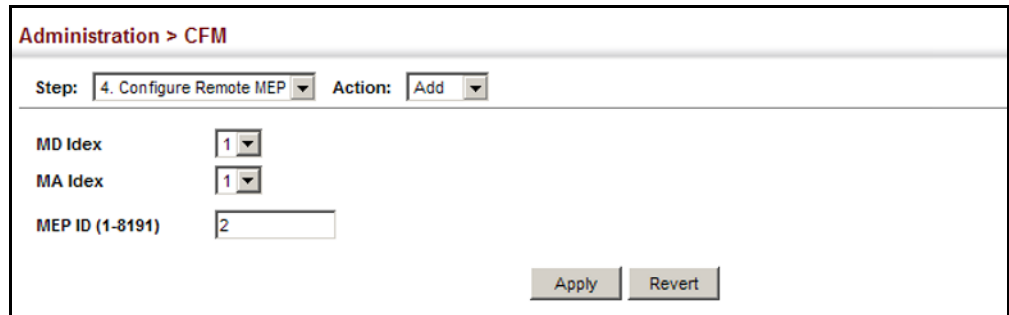 Administration > CFM
Step: 4. Configure Remote MEP Action: Add
MD Idex 1
MA Idex 1
MEP ID (1-8191) 2
Apply Revert